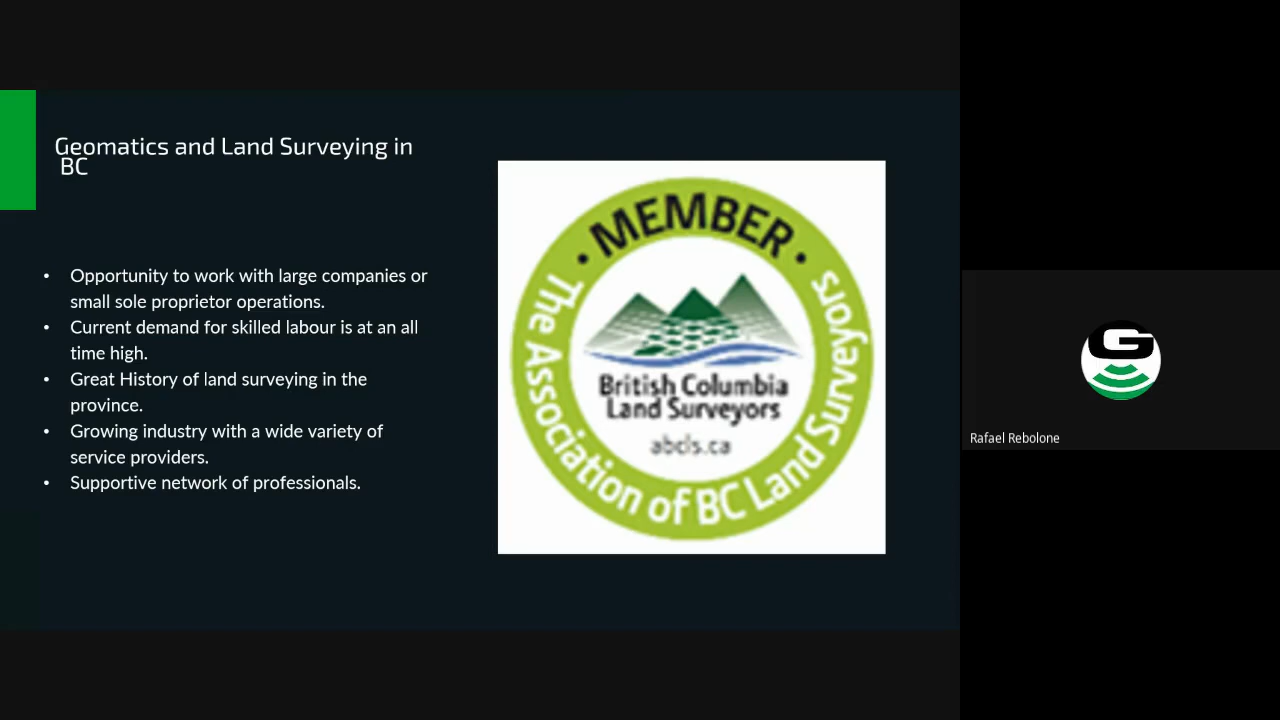 Geomatics and Land Surveying in
BC
• Opportunity to work with large companies or
small sole proprietor operations.
• Current demand for skilled labour is at an all
time high.
• Great History of land surveying in the
province.
• Growing industry with a wide variety of
service providers.
• Supportive network of professionals.
• MEMBER •
The Association of BC Land Surveyors
British Columbia
Land Surveyors
abcls.ca
G
Rafael Rebolone